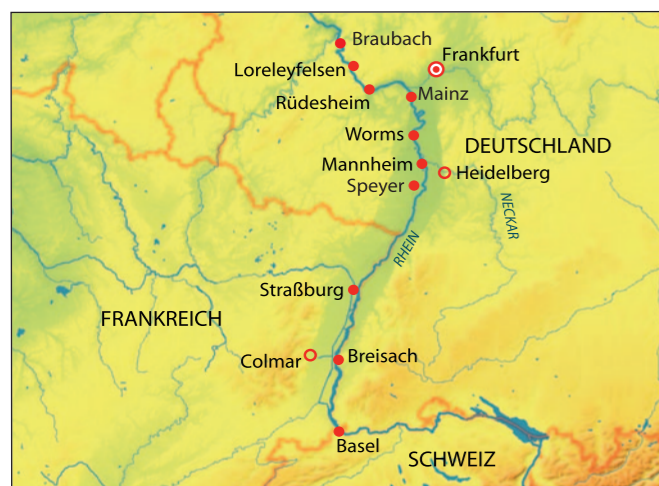 Braubach
Frankfurt
Loreleyfelsen
Rüdesheim
Mainz
Worms
DEUTSCHLAND
Mannheim
Heidelberg
Speyer
NECKAR
RHEIN
Straßburg
FRANKREICH
Colmar
Breisach
Basel
SCHWEIZ